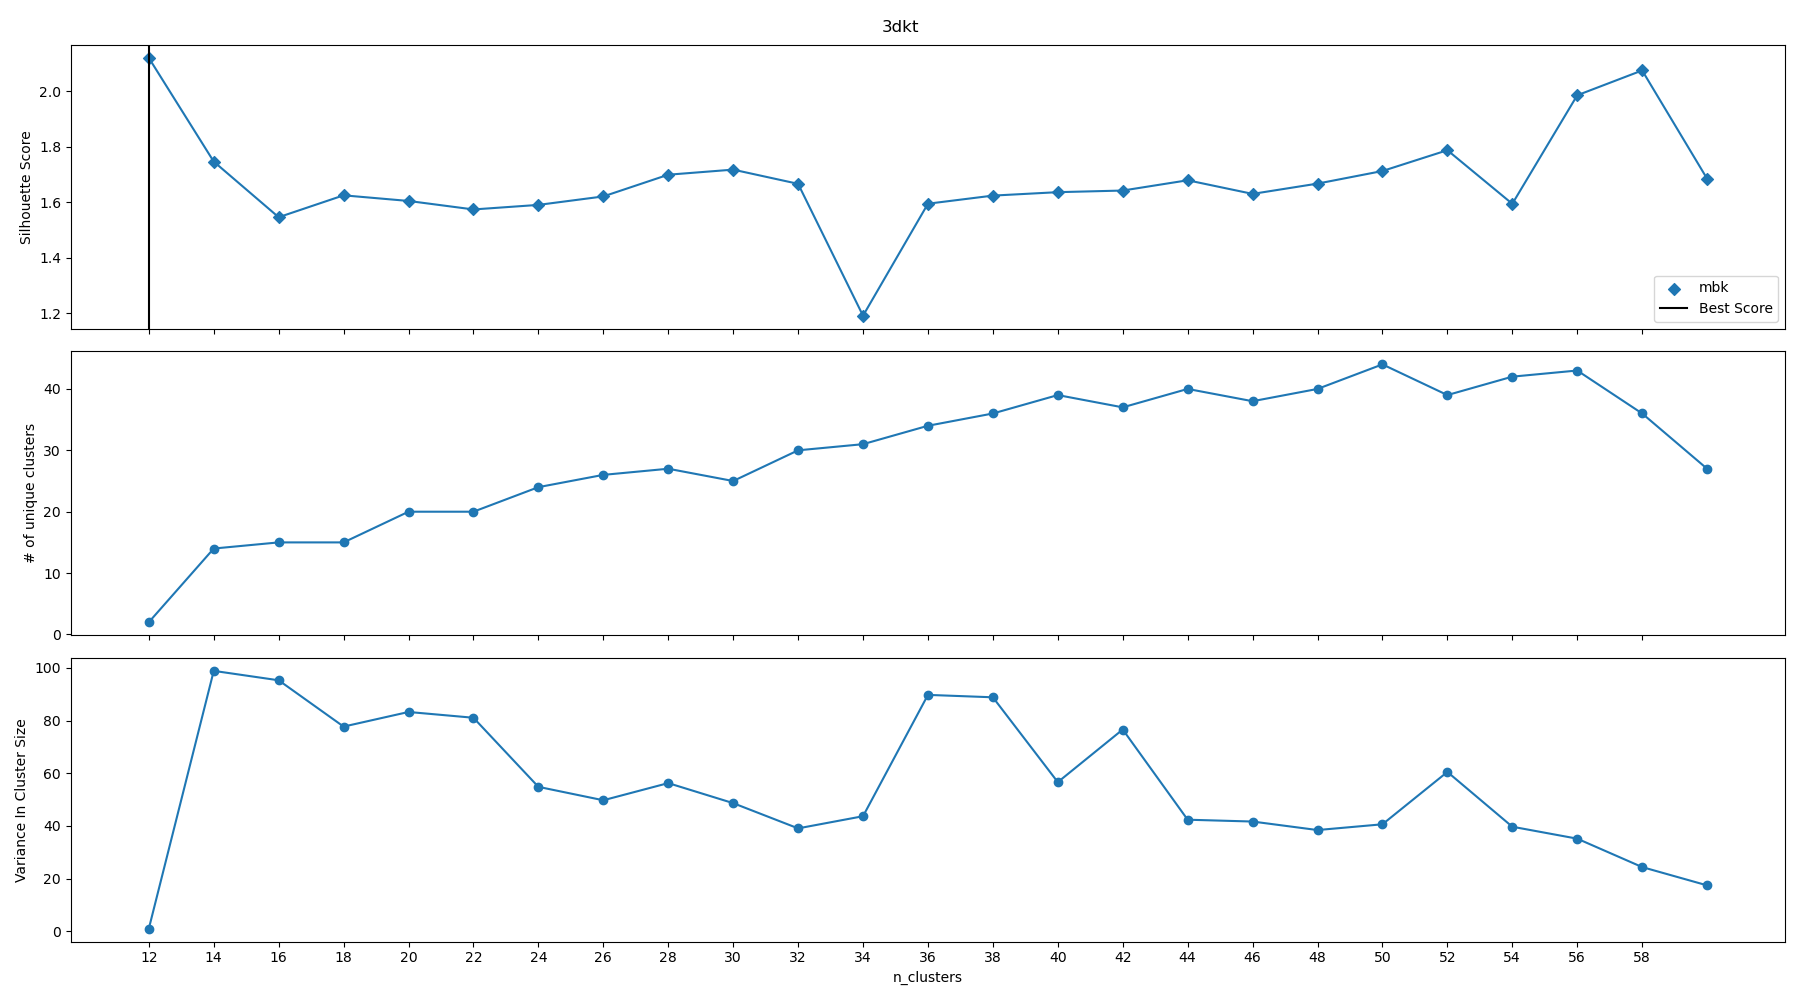 3dkt
Silhouette Score
2.0
1.8
1.6
1.4
1.2
mbk
Best Score
# of unique clusters
40
30
20
10
0
Variance In Cluster Size
100
80
60
40
20
0
12 14 16 18 20 22 24 26 28 30 32 34 36 38 40 42 44 46 48 50 52 54 56 58
n_clusters